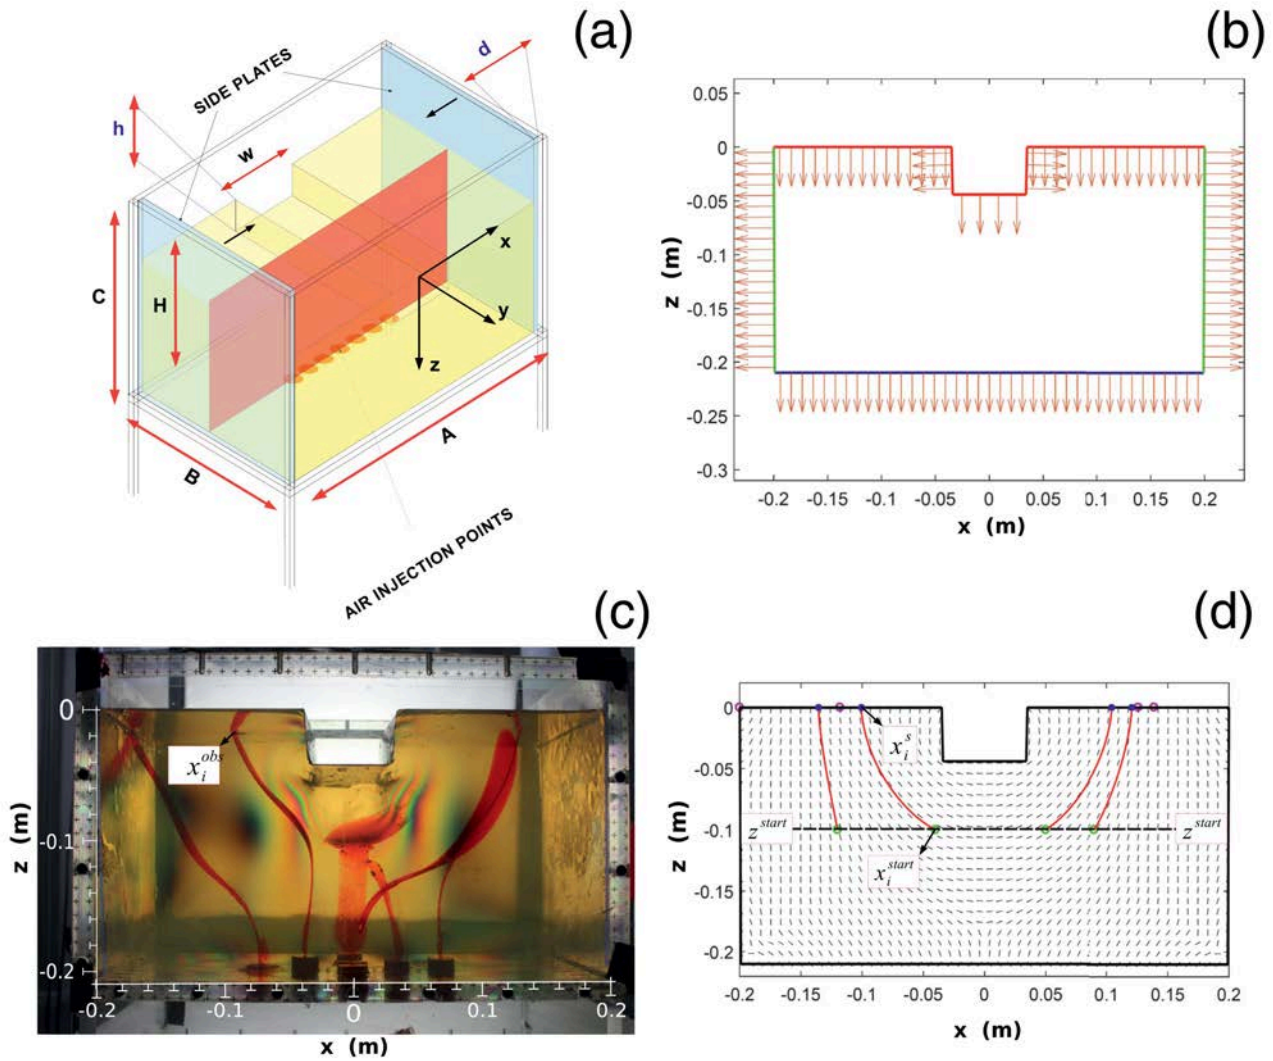 (a)
SIDE PLATES
d
h
w
C
H
x
y
z
A
B
AIR INJECTION POINTS
(b)
0.05
0
-0.05
-0.1
-0.15
-0.2
-0.25
-0.3
z (m)
-0.2 -0.15 -0.1 -0.05 0 0.05 0.1 0.15 0.2
x (m)
(c)
0
-0.1
-0.2
z (m)
x_i^obs
-0.2 -0.1 0 0.1 0.2
x (m)
(d)
0
-0.05
-0.1
-0.15
-0.2
z (m)
x_i^s
z^start
z^start
x_i^start
-0.2 -0.15 -0.1 -0.05 0 0.05 0.1 0.15 0.2
x (m)